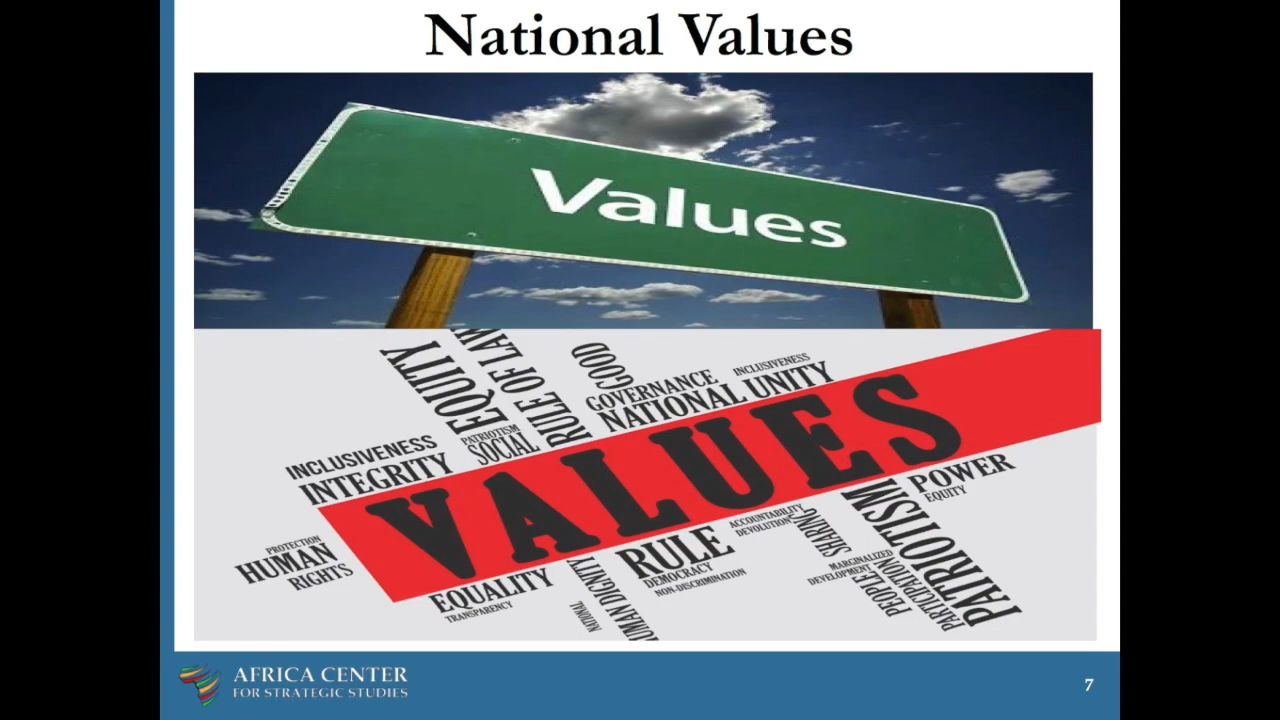 National Values
Values
EQUITY
RULE OF LAW
GOOD
GOVERNANCE
INCLUSIVENESS
NATIONAL UNITY
PATRIOTISM
SOCIAL
INCLUSIVENESS
INTEGRITY
VALUES
POWER
EQUITY
PROTECTION
HUMAN
RIGHTS
EQUALITY
TRANSPARENCY
NATIONAL
HUMAN DIGNITY
RULE
DEMOCRACY
NON-DISCRIMINATION
ACCOUNTABILITY
DEVOLUTION
SHARING
MARGINALIZED
DEVELOPMENT
PEOPLE
PARTICIPATION
PATRIOTISM
AFRICA CENTER
FOR STRATEGIC STUDIES
7